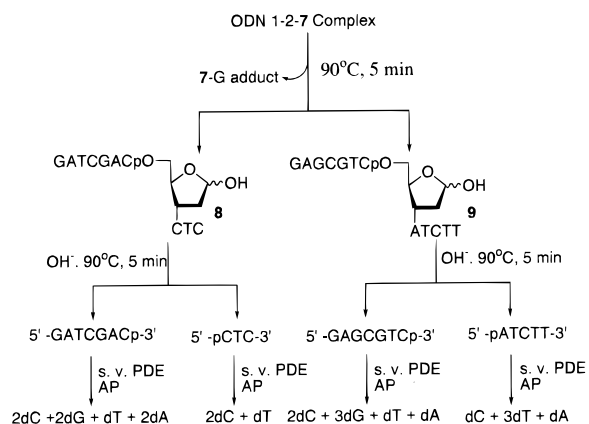 ODN 1-2-7 Complex
7-G adduct
90°C, 5 min
GATCGACpO
O
OH
8
CTC
GAGCGTCpO
O
OH
9
ATCTT
OH⁻. 90°C, 5 min
OH⁻. 90°C, 5 min
5' -GATCGACp-3'
5' -pCTC-3'
5' -GAGCGTCp-3'
5' -pATCTT-3'
s. v. PDE
AP
s. v. PDE
AP
s. v. PDE
AP
s. v. PDE
AP
2dC +2dG + dT + 2dA
2dC + dT
2dC + 3dG + dT + dA
dC + 3dT + dA